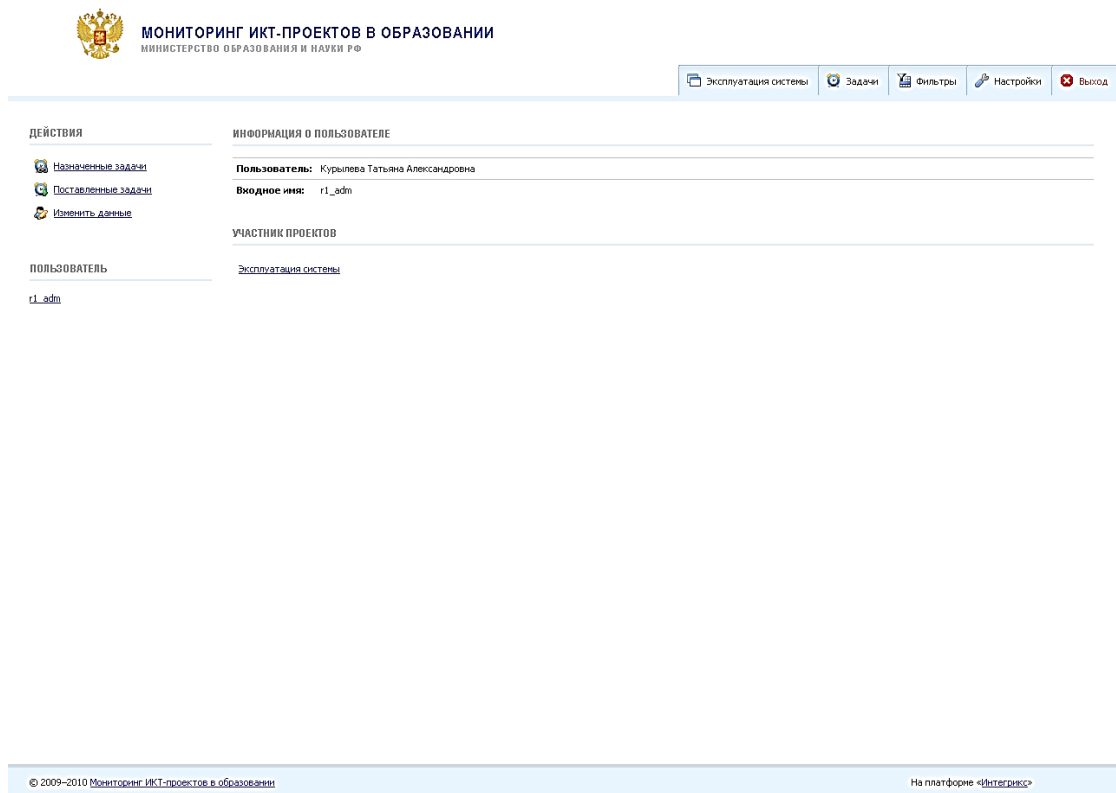 МОНИТОРИНГ ИКТ-ПРОЕКТОВ В ОБРАЗОВАНИИ
МИНИСТЕРСТВО ОБРАЗОВАНИЯ И НАУКИ РФ
Эксплуатация системы Задачи Фильтры Настройки Выход
ДЕЙСТВИЯ
Назначенные задачи
Поставленные задачи
Изменить данные
ПОЛЬЗОВАТЕЛЬ
r1_adm
ИНФОРМАЦИЯ О ПОЛЬЗОВАТЕЛЕ
Пользователь: Курылева Татьяна Александровна
Входное имя: r1_adm
УЧАСТНИК ПРОЕКТОВ
Эксплуатация системы
© 2009–2010 Мониторинг ИКТ-проектов в образовании
На платформе «Интегрикс»